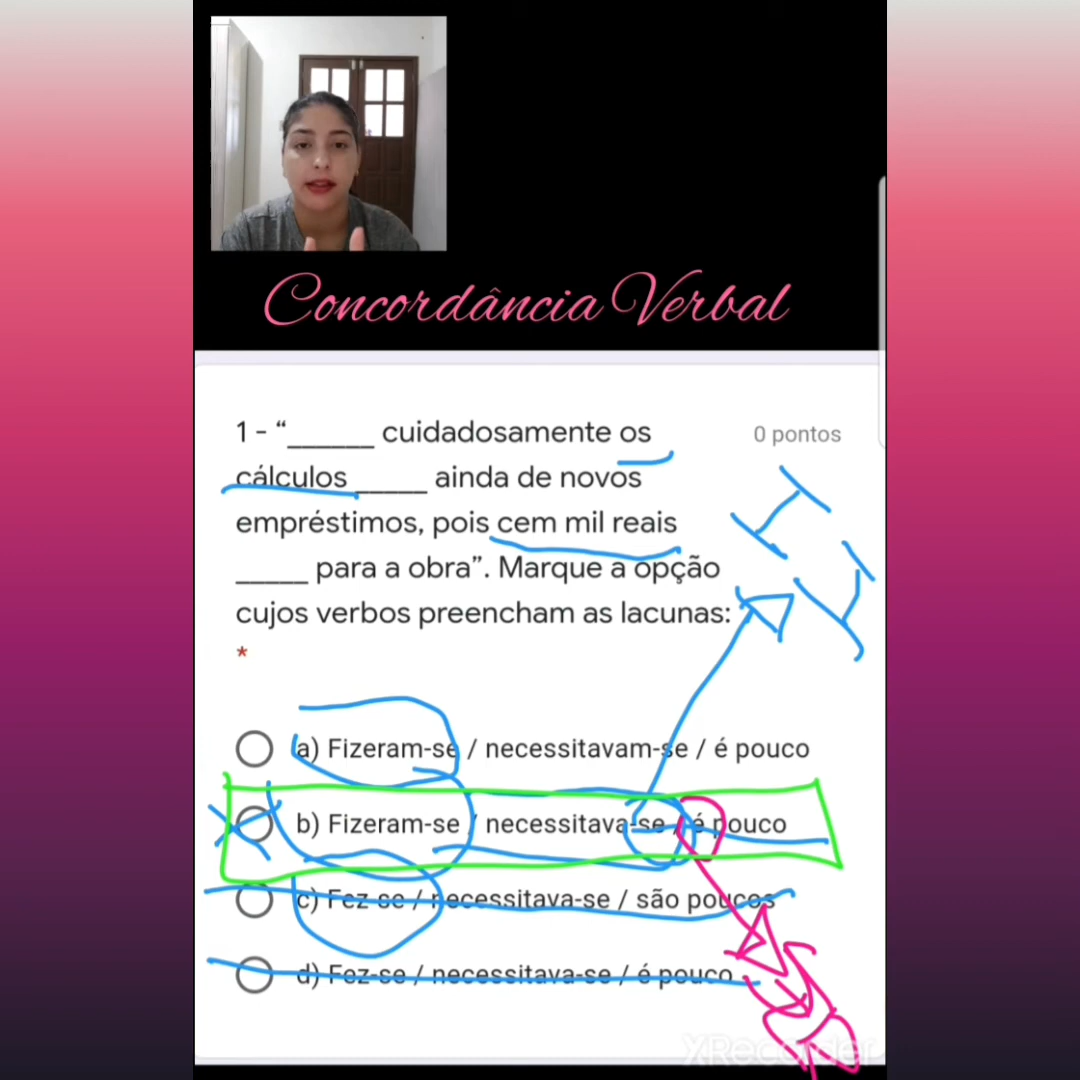 Concordância Verbal
1 - “______ cuidadosamente os
0 pontos
cálculos _____ ainda de novos
empréstimos, pois cem mil reais
_____ para a obra”. Marque a opção
cujos verbos preencham as lacunas:
*
a) Fizeram-se / necessitavam-se / é pouco
b) Fizeram-se / necessitava-se / é pouco
c) Fez-se / necessitava-se / são poucos
d) Fez-se / necessitava-se / é pouco
XRecorder